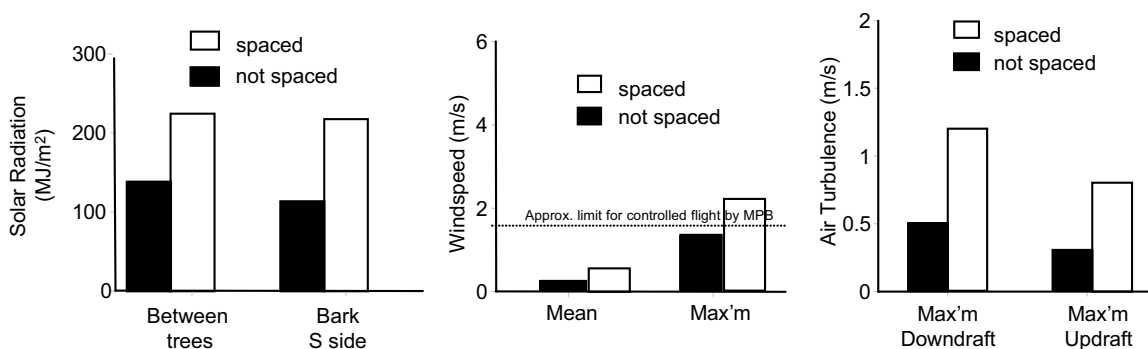 Solar Radiation
(MJ/m²)
300
200
100
0
spaced
not spaced
Between
trees
Bark
S side
Windspeed (m/s)
6
4
2
0
spaced
not spaced
Approx. limit for controlled flight by MPB
Mean
Max'm
Air Turbulence (m/s)
2
1.5
1
0.5
0
spaced
not spaced
Max'm
Downdraft
Max'm
Updraft